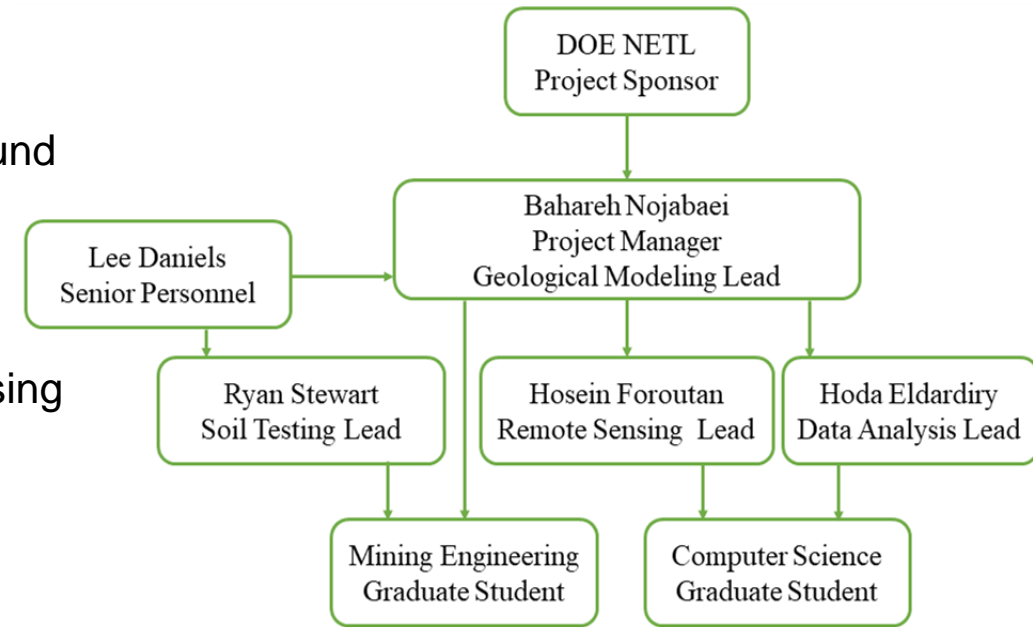 DOE NETL
Project Sponsor
Bahareh Nojabaei
Project Manager
Geological Modeling Lead
Lee Daniels
Senior Personnel
Ryan Stewart
Soil Testing Lead
Hosein Foroutan
Remote Sensing Lead
Hoda Eldardiry
Data Analysis Lead
Mining Engineering
Graduate Student
Computer Science
Graduate Student